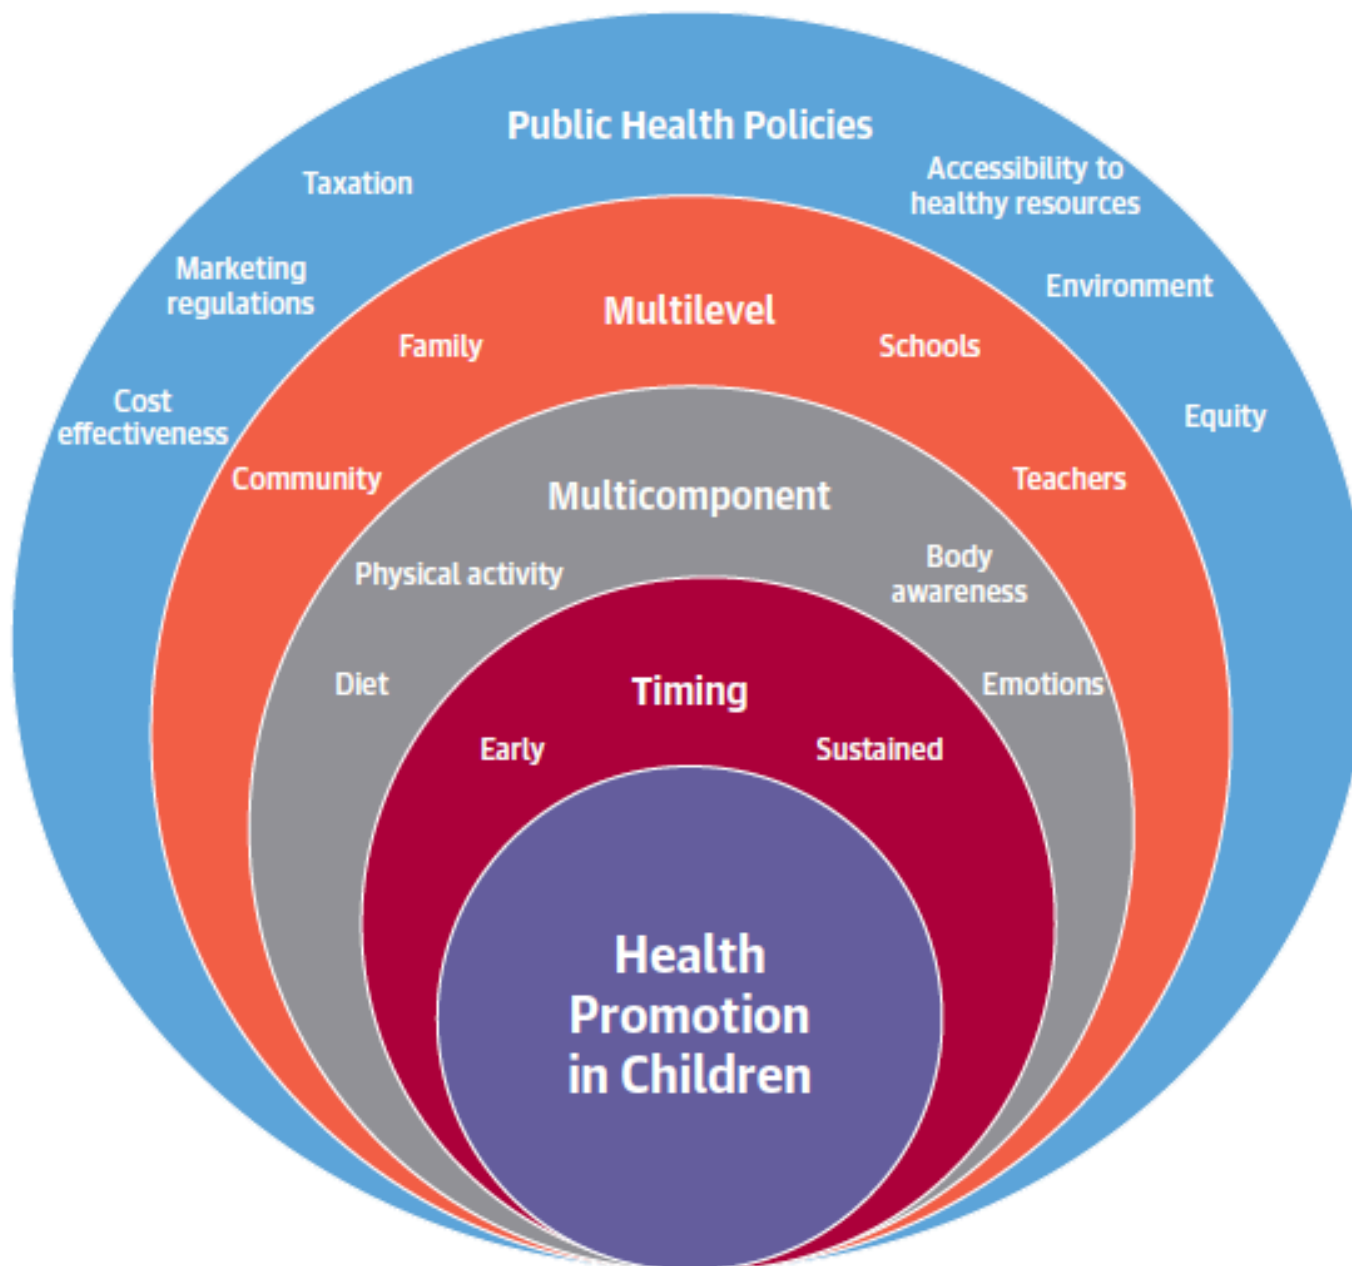 Public Health Policies
Taxation
Accessibility to
healthy resources
Marketing
regulations
Environment
Cost
effectiveness
Equity
Multilevel
Family
Schools
Community
Teachers
Multicomponent
Physical activity
Body
awareness
Diet
Emotions
Timing
Early
Sustained
Health
Promotion
in Children